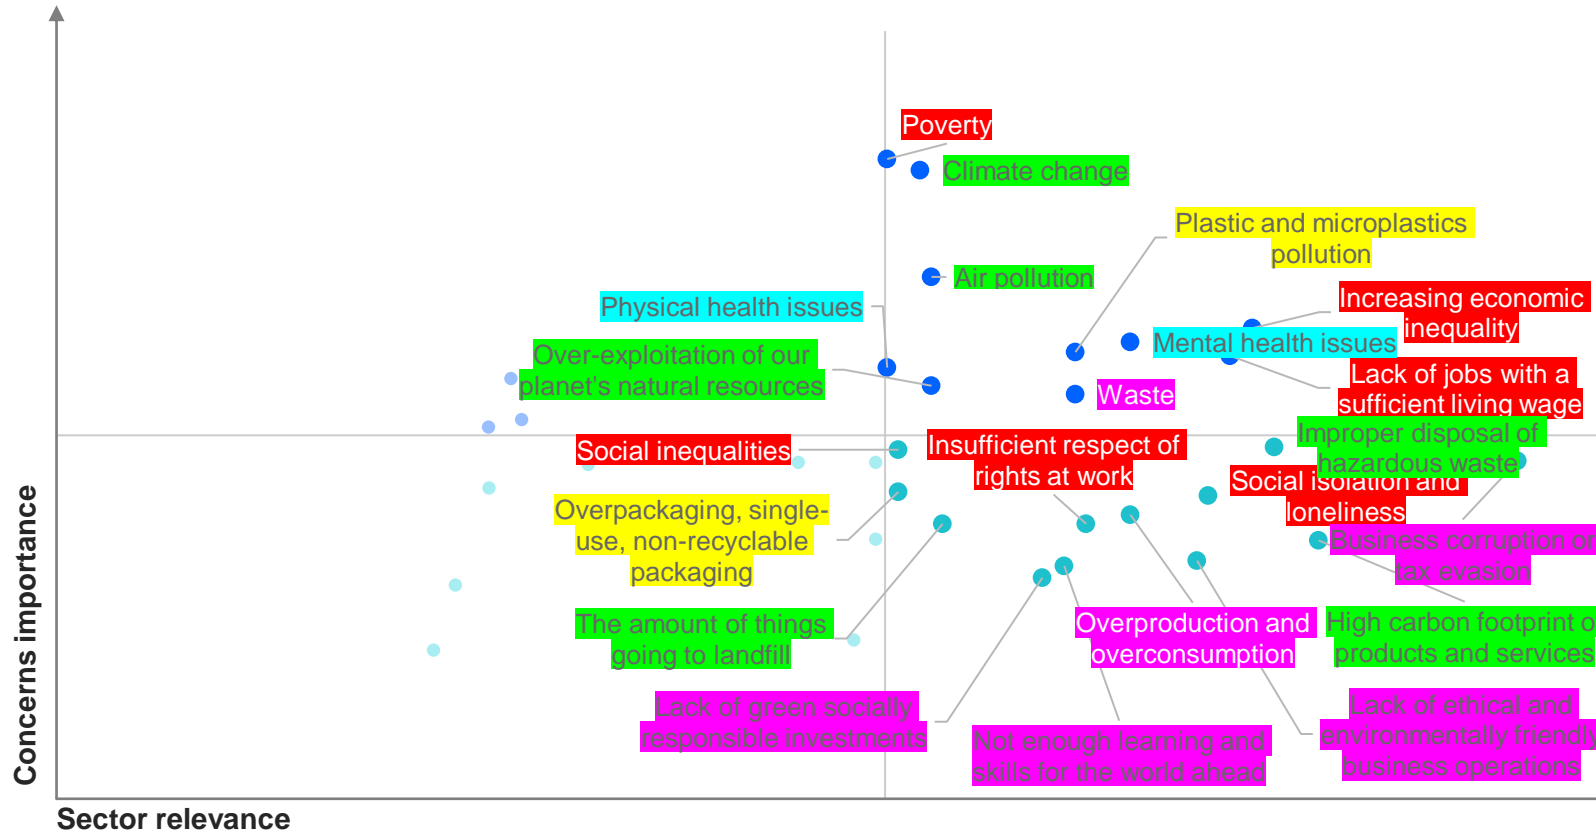 Poverty
Climate change
Plastic and microplastics
pollution
Air pollution
Physical health issues
Increasing economic
inequality
Mental health issues
Over-exploitation of our
planet's natural resources
Lack of jobs with a
sufficient living wage
Waste
Social inequalities
Insufficient respect of
rights at work
Improper disposal of
hazardous waste
Social isolation and
loneliness
Overpackaging, single-
use, non-recyclable
packaging
Business corruption or
tax evasion
The amount of things
going to landfill
Overproduction and
overconsumption
High carbon footprint o
products and services
Lack of green socially
responsible investments
Not enough learning and
skills for the world ahead
Lack of ethical and
environmentally friendly
business operations
Concerns importance
Sector relevance